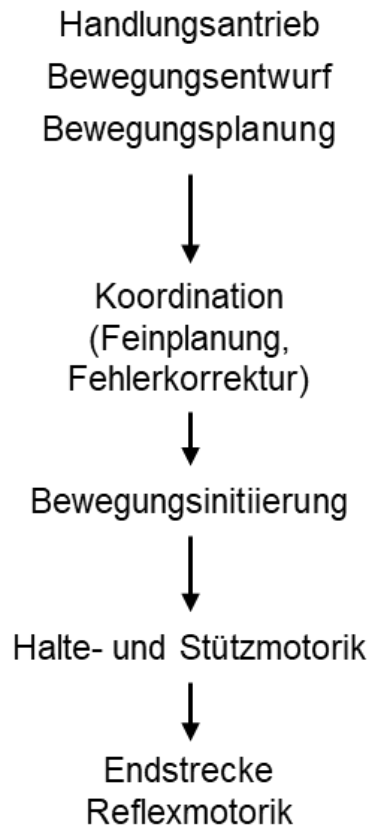 Handlungsantrieb
Bewegungsentwurf
Bewegungsplanung
Koordination
(Feinplanung,
Fehlerkorrektur)
Bewegungsinitiierung
Halte- und Stützmotorik
Endstrecke
Reflexmotorik